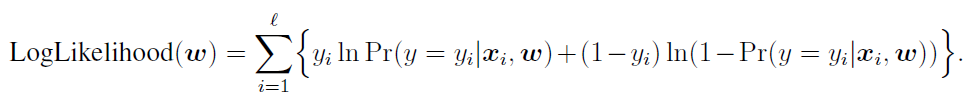 LogLikelihood(w) = ∑_{i=1}^{ℓ} { y_i ln Pr(y = y_i|x_i, w) + (1 − y_i) ln(1 − Pr(y = y_i|x_i, w)) }.